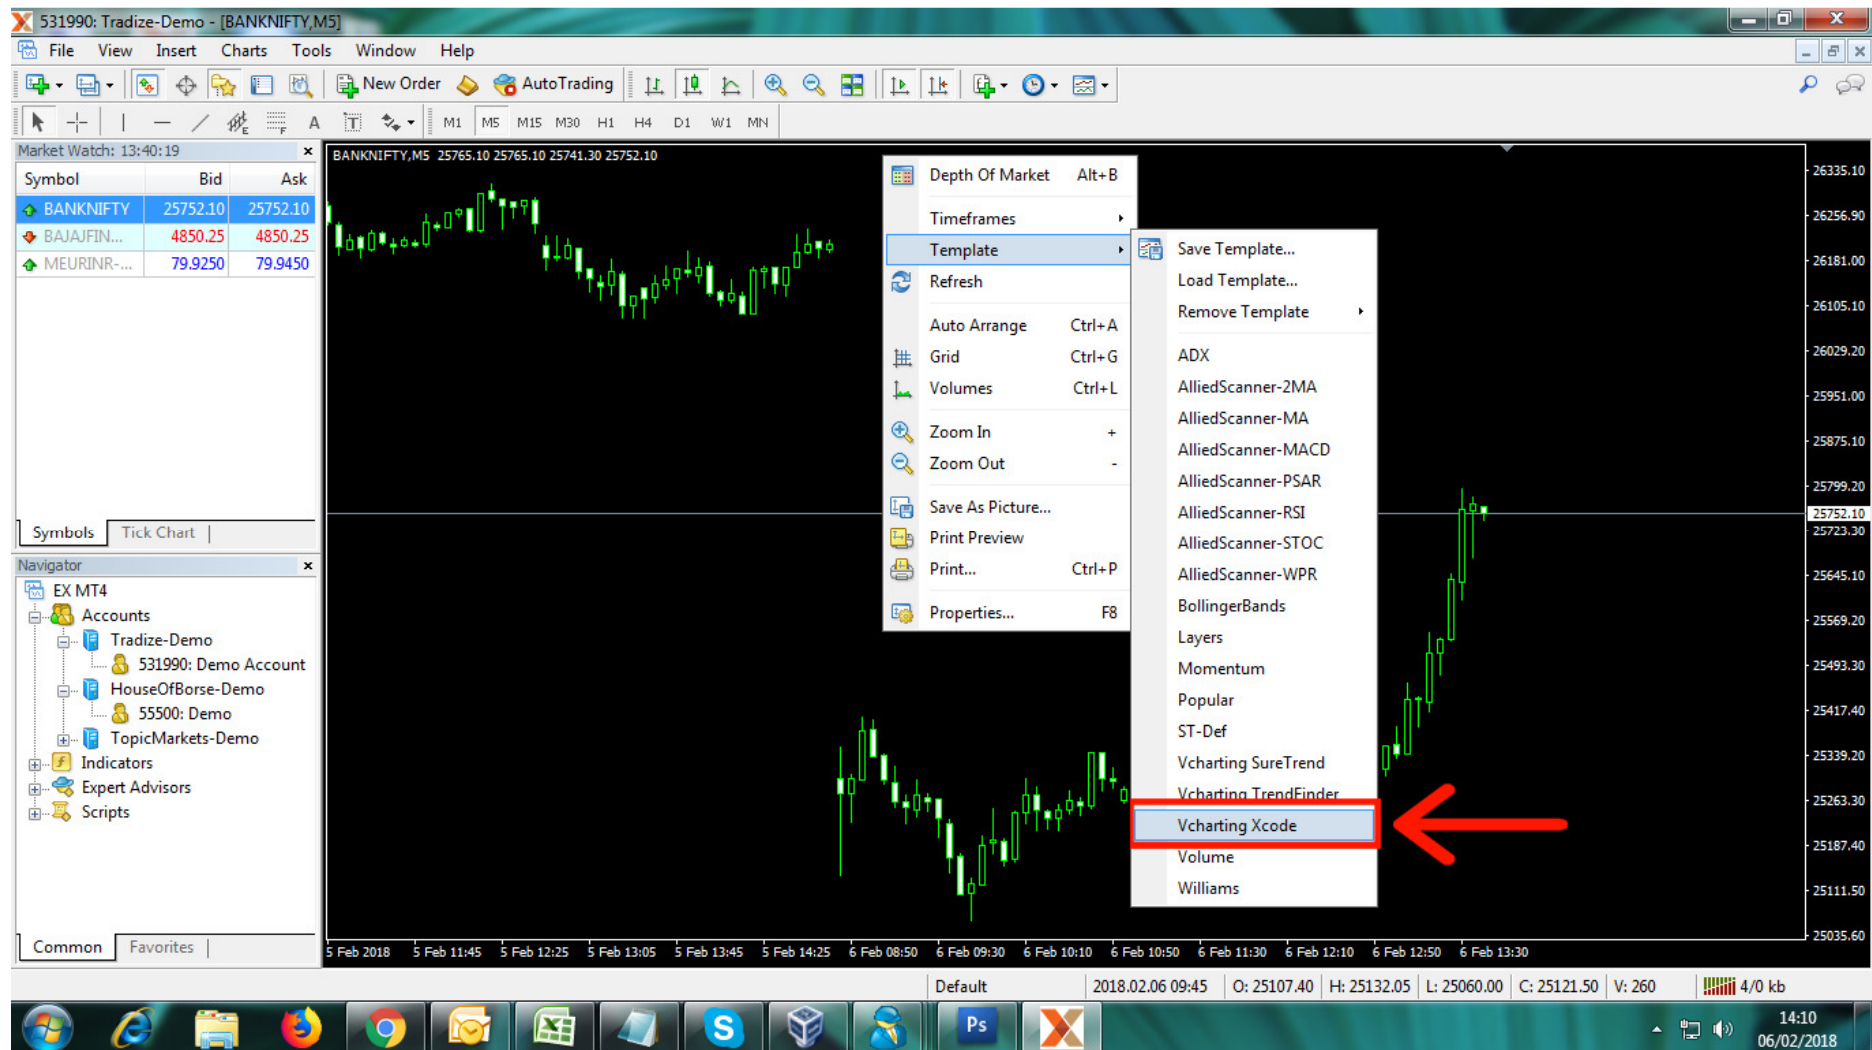 531990: Tradize-Demo - [BANKNIFTY,M5]
File View Insert Charts Tools Window Help
New Order AutoTrading
E F A T M1 M5 M15 M30 H1 H4 D1 W1 MN
Market Watch: 13:40:19
Symbol Bid Ask
BANKNIFTY 25752.10 25752.10
BAJAJFIN... 4850.25 4850.25
MEURINR-... 79.9250 79.9450
Symbols Tick Chart
Navigator
EX MT4
Accounts
Tradize-Demo
531990: Demo Account
HouseOfBorse-Demo
55500: Demo
TopicMarkets-Demo
Indicators
Expert Advisors
Scripts
Common Favorites
BANKNIFTY,M5 25765.10 25765.10 25741.30 25752.10
Depth Of Market Alt+B
Timeframes
Template
Refresh
Auto Arrange Ctrl+A
Grid Ctrl+G
Volumes Ctrl+L
Zoom In +
Zoom Out -
Save As Picture...
Print Preview
Print... Ctrl+P
Properties... F8
Save Template...
Load Template...
Remove Template
ADX
AlliedScanner-2MA
AlliedScanner-MA
AlliedScanner-MACD
AlliedScanner-PSAR
AlliedScanner-RSI
AlliedScanner-STOC
AlliedScanner-WPR
BollingerBands
Layers
Momentum
Popular
ST-Def
Vcharting SureTrend
Vcharting TrendFinder
Vcharting Xcode
Volume
Williams
26335.10
26256.90
26181.00
26105.10
26029.20
25951.00
25875.10
25799.20
25752.10
25723.30
25645.10
25569.20
25493.30
25417.40
25339.20
25263.30
25187.40
25111.50
25035.60
5 Feb 2018 5 Feb 11:45 5 Feb 12:25 5 Feb 13:05 5 Feb 13:45 5 Feb 14:25 6 Feb 08:50 6 Feb 09:30 6 Feb 10:10 6 Feb 10:50 6 Feb 11:30 6 Feb 12:10 6 Feb 12:50 6 Feb 13:30
Default 2018.02.06 09:45 O: 25107.40 H: 25132.05 L: 25060.00 C: 25121.50 V: 260 4/0 kb
S Ps X
14:10
06/02/2018